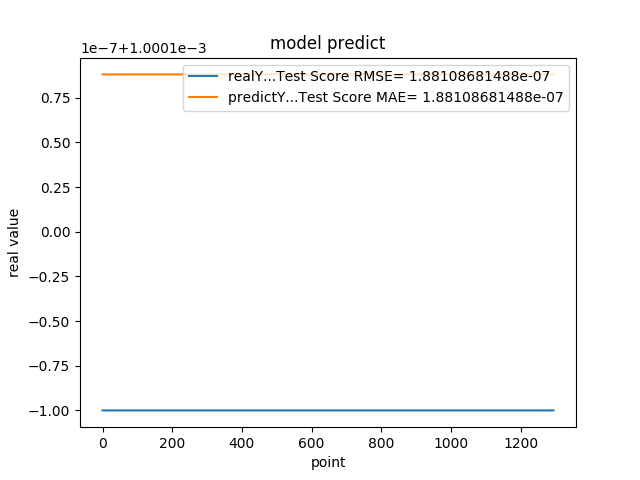 model predict
1e−7+1.0001e−3
realY...Test Score RMSE= 1.88108681488e-07
predictY...Test Score MAE= 1.88108681488e-07
0.75
0.50
0.25
0.00
−0.25
−0.50
−0.75
−1.00
real value
0 200 400 600 800 1000 1200
point